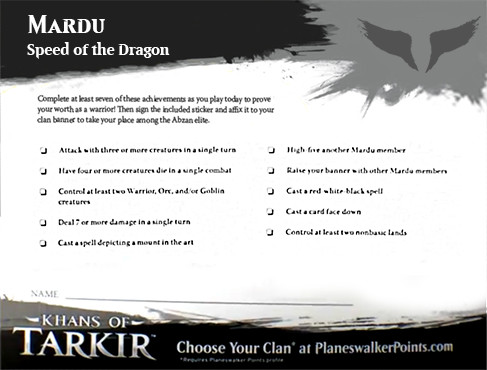 MARDU
Speed of the Dragon
Complete at least seven of these achievements as you play today to prove
your worth as a warrior! Then sign the included sticker and affix it to your
clan banner to take your place among the Abzan elite.
Attack with three or more creatures in a single turn
Have four or more creatures die in a single combat
Control at least two Warrior, Orc, and/or Goblin
creatures
Deal 7 or more damage in a single turn
Cast a spell depicting a mount in the art
High-five another Mardu member
Raise your banner with other Mardu members
Cast a red-white-black spell
Cast a card face down
Control at least two nonbasic lands
NAME
KHANS OF
TARKIR™
Choose Your Clan* at PlaneswalkerPoints.com
*Requires Planeswalker Points profile